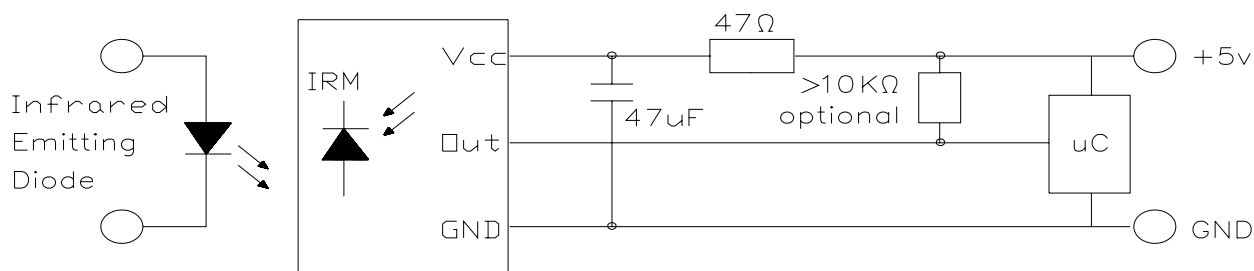 Infrared
Emitting
Diode
IRM
Vcc
Out
GND
47uF
47Ω
>10KΩ
optional
uC
+5v
GND